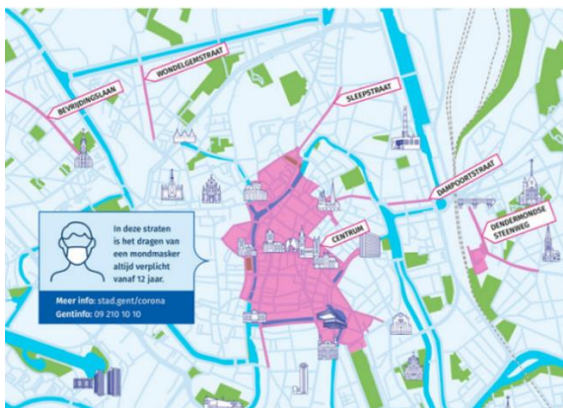 BEVRIJDINGSLAAN
WONDELGEMSTRAAT
SLEEPSTRAAT
DAMPOORTSTRAAT
DENDERMONDSE
STEENWEG
CENTRUM
In deze straten
is het dragen van
een mondmasker
altijd verplicht
vanaf 12 jaar.
Meer info: stad.gent/corona
Gentinfo: 09 210 10 10